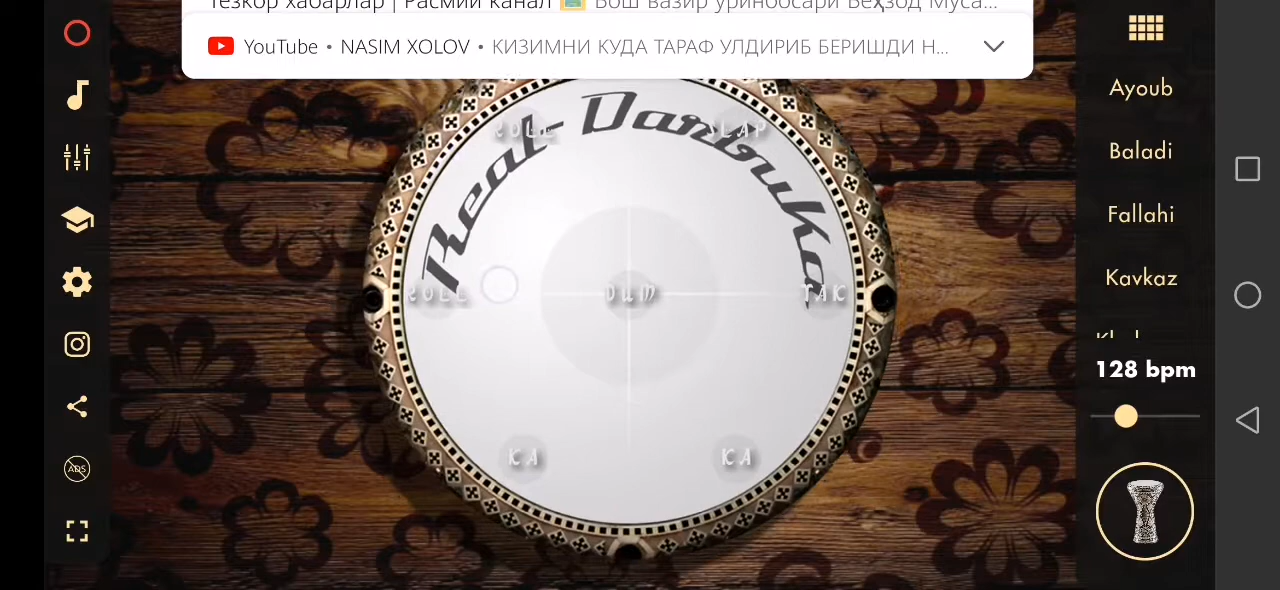 Тезкор хабарлар | Расмий канал Бош вазир ўринбосари Беҳзод Муса...
YouTube • NASIM XOLOV • КИЗИМНИ КУДА ТАРАФ УЛДИРИБ БЕРИШДИ Н...
Real-Darbuka
ROLL
SLAP
ROLL
DUM
TAK
KA
KA
ADS
Ayoub
Baladi
Fallahi
Kavkaz
128 bpm